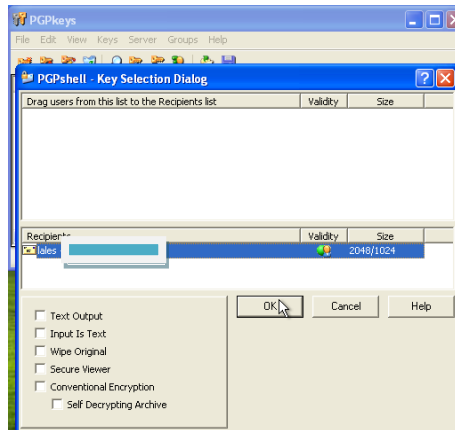 PGPkeys
File Edit View Keys Server Groups Help
PGPshell - Key Selection Dialog
Drag users from this list to the Recipients list Validity Size
Recipients Validity Size
lales 2048/1024
OK Cancel Help
Text Output
Input Is Text
Wipe Original
Secure Viewer
Conventional Encryption
Self Decrypting Archive